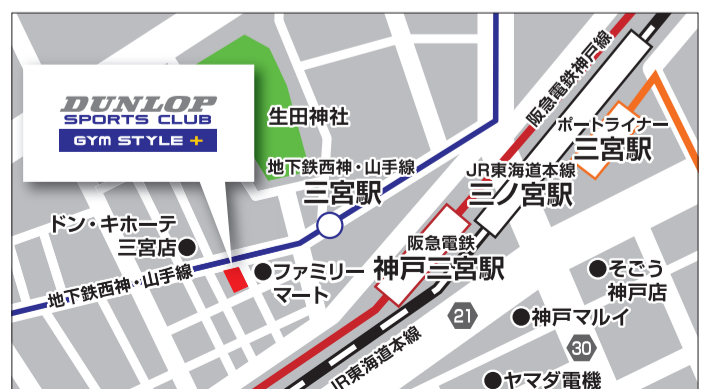 DUNLOP
SPORTS CLUB
GYM STYLE +
生田神社
阪急電鉄神戸線
ポートライナー
三宮駅
地下鉄西神・山手線
三宮駅
JR東海道本線
三ノ宮駅
ドン・キホーテ
三宮店
阪急電鉄
神戸三宮駅
地下鉄西神・山手線
ファミリー
マート
そごう
神戸店
21
神戸マルイ
30
JR東海道本線
ヤマダ電機